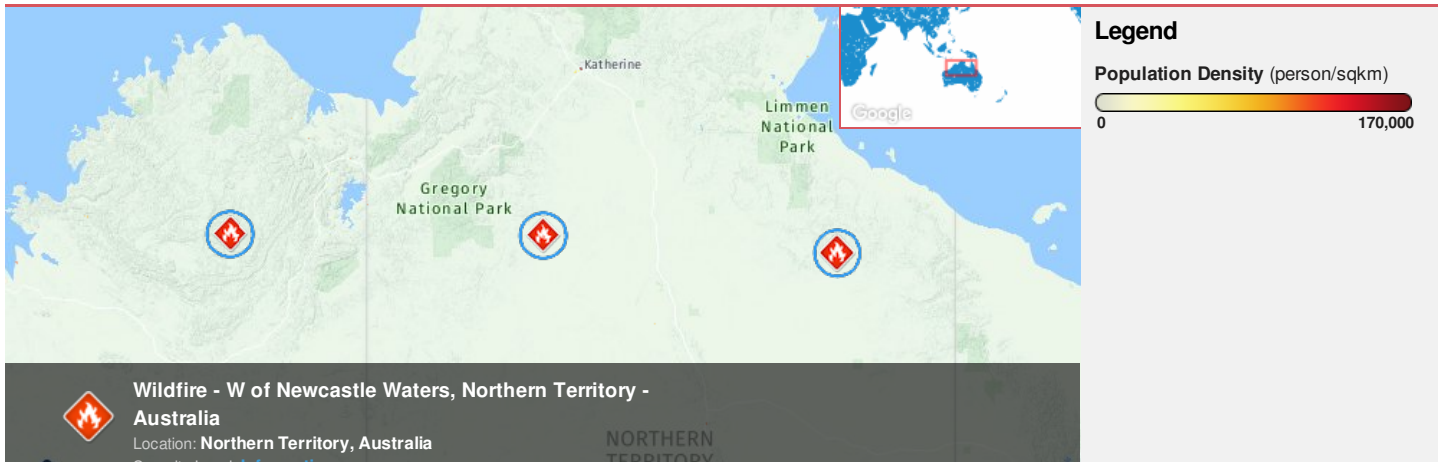 Katherine
Limmen
National
Park
Gregory
National Park
Google
Legend
Population Density (person/sqkm)
0 170,000
Wildfire - W of Newcastle Waters, Northern Territory -
Australia
Location: Northern Territory, Australia
NORTHERN
TERRITORY